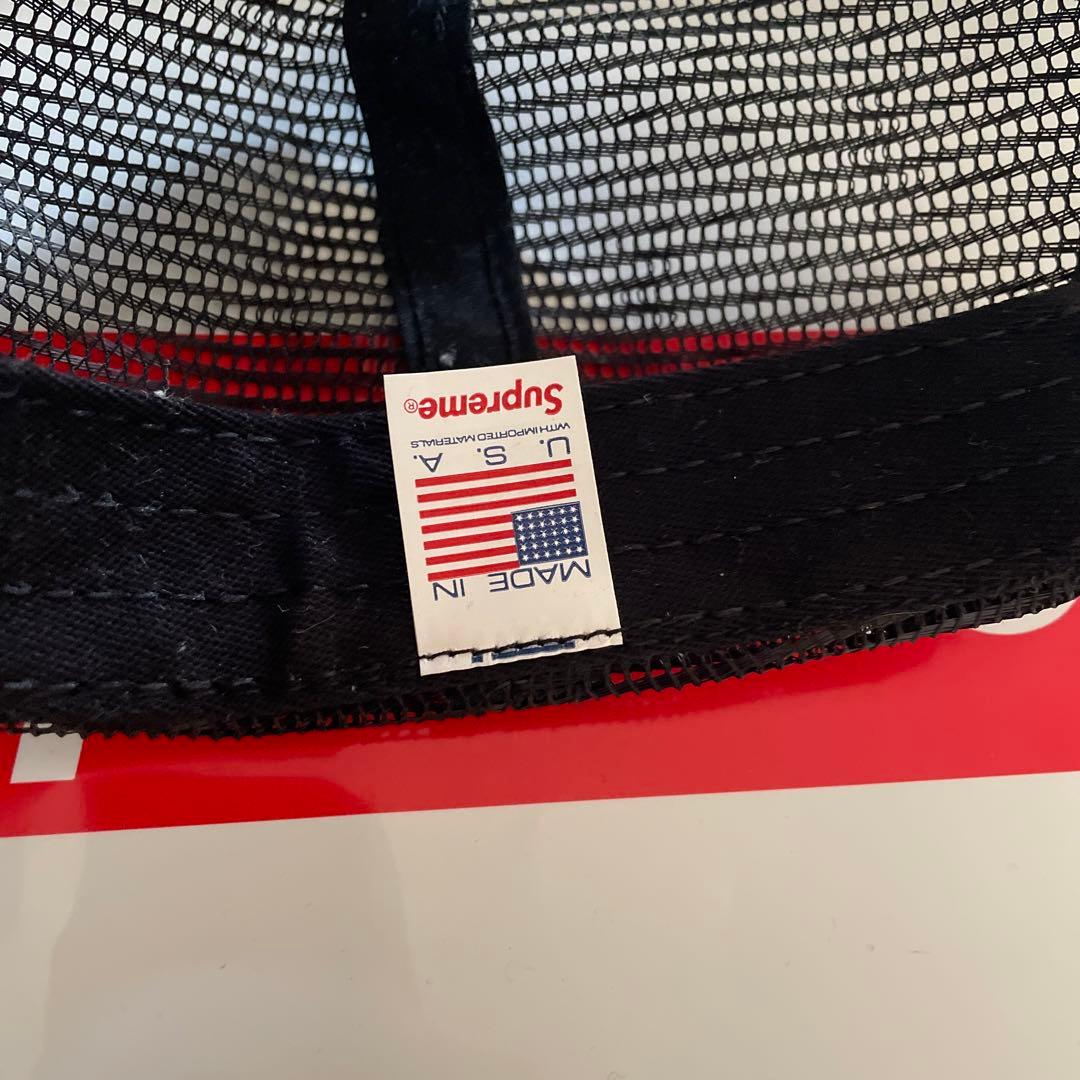 MADE IN
U. S. A.
WITH IMPORTED MATERIALS
Supreme®